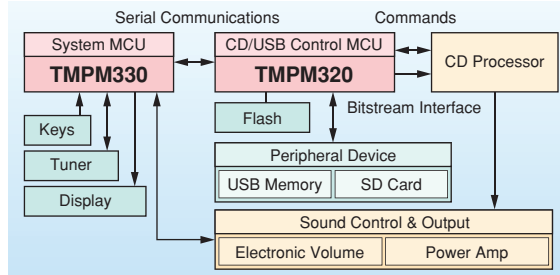 Serial Communications
Commands
System MCU
TMPM330
CD/USB Control MCU
TMPM320
CD Processor
Keys
Tuner
Display
Flash
Bitstream Interface
Peripheral Device
USB Memory
SD Card
Sound Control & Output
Electronic Volume
Power Amp